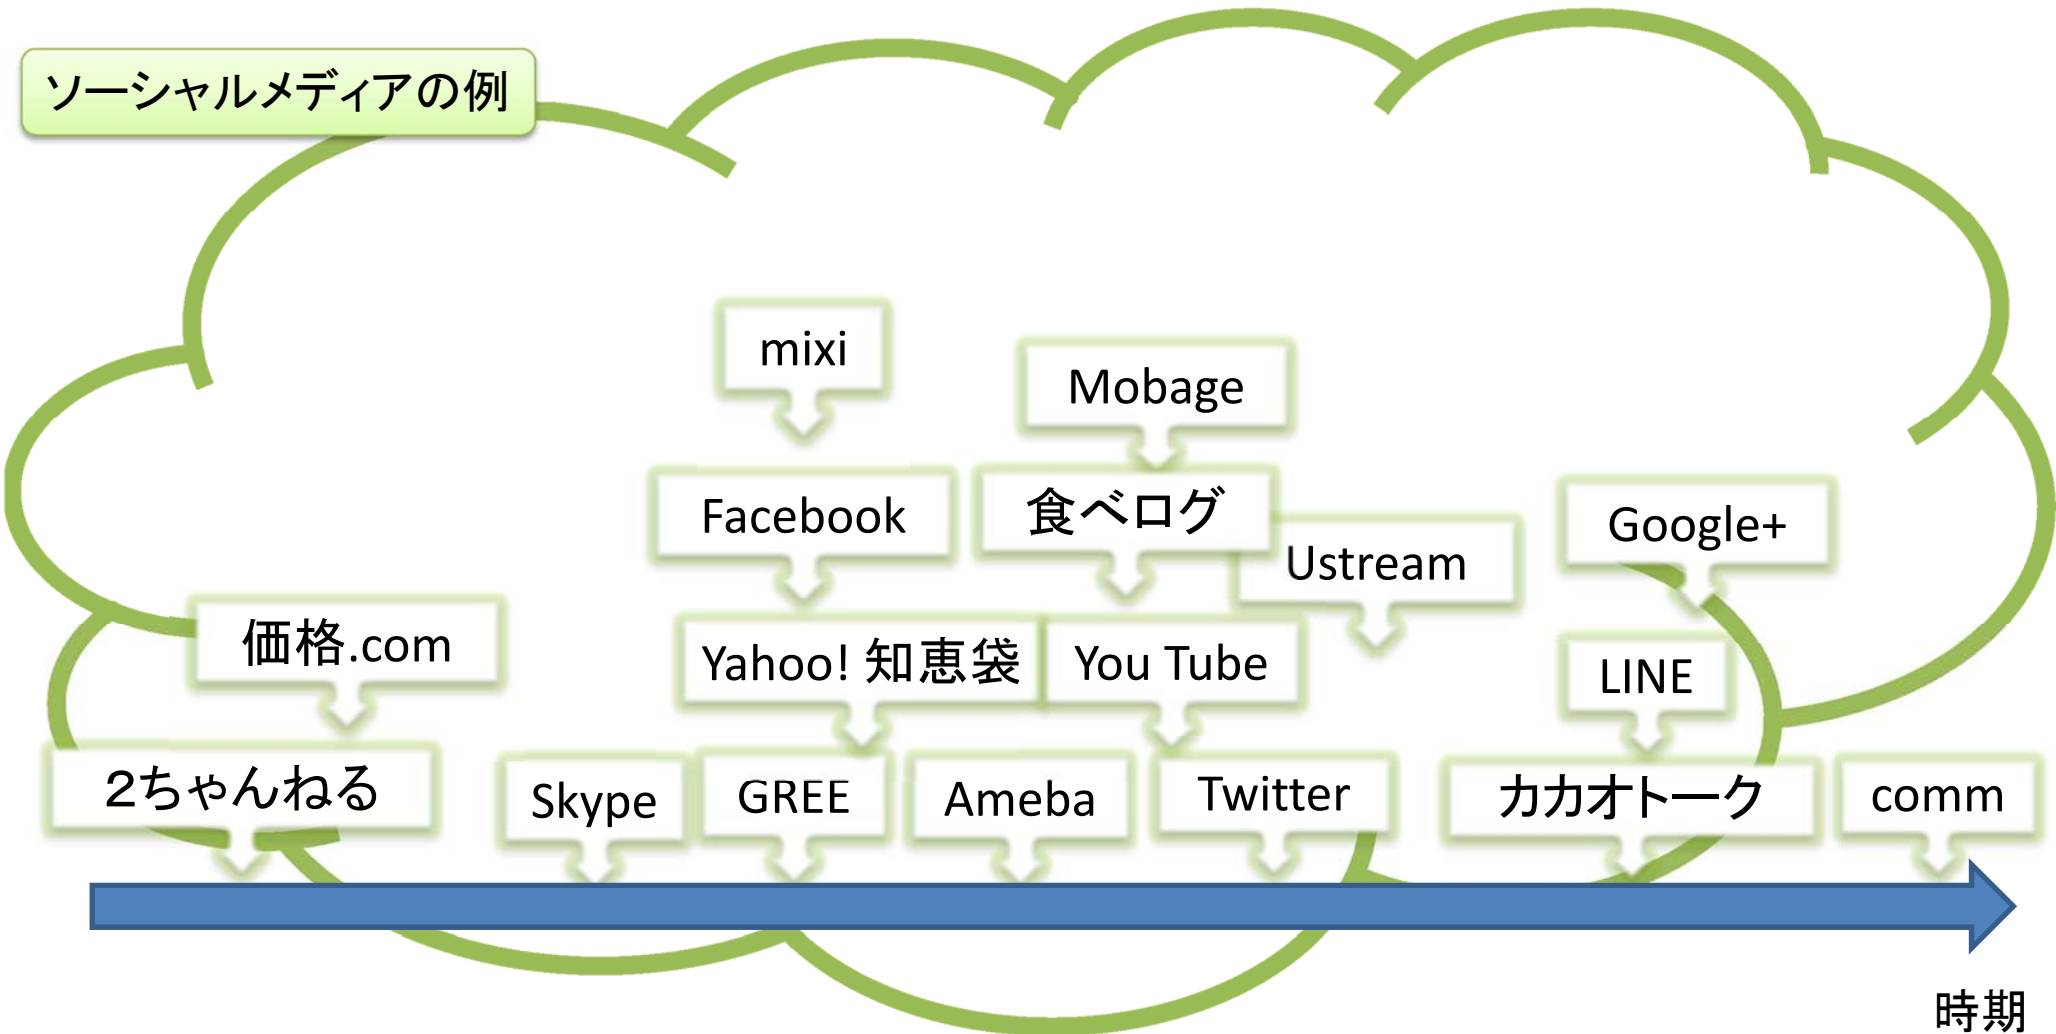 ソーシャルメディアの例
mixi
Mobage
Facebook
食べログ
Ustream
Google+
価格.com
Yahoo! 知恵袋
You Tube
LINE
２ちゃんねる
Skype
GREE
Ameba
Twitter
カカオトーク
comm
時期